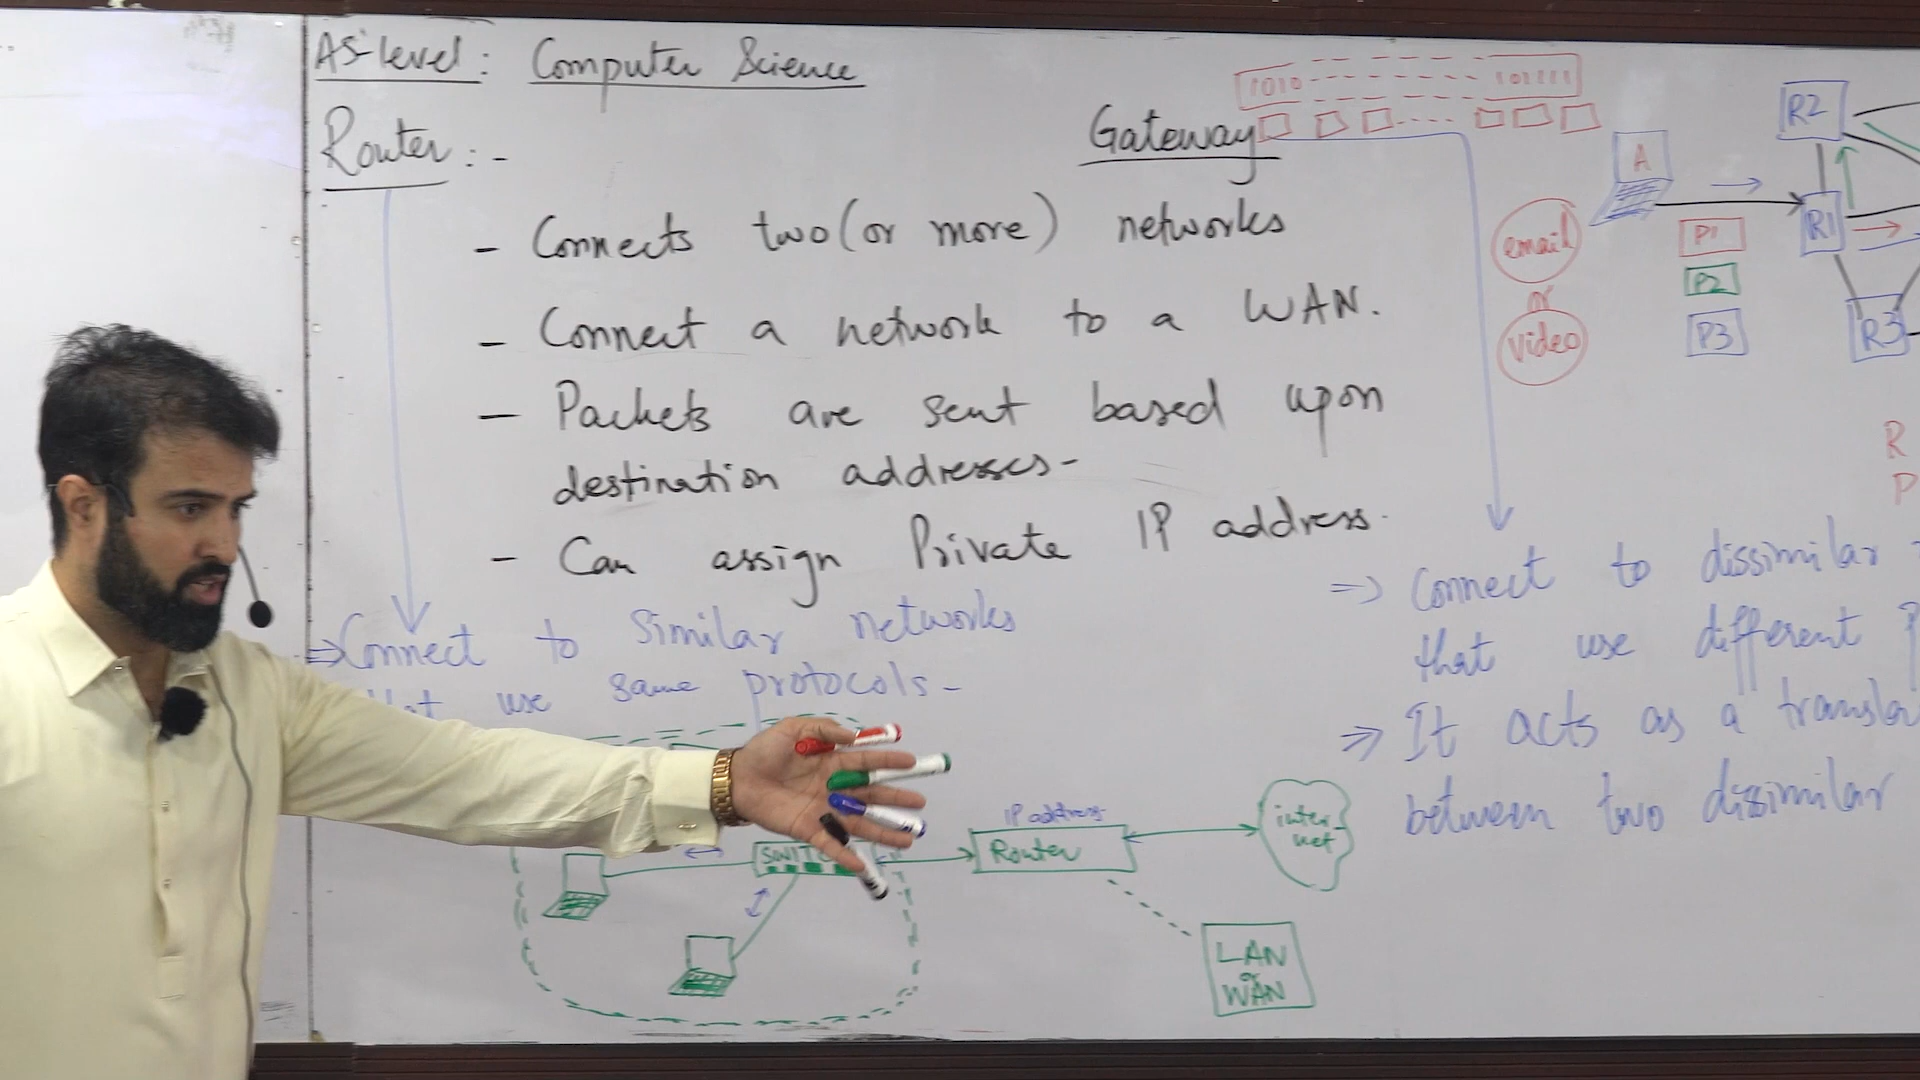 AS-level: Computer Science
Router:-
- Connects two (or more) networks
- Connect a network to a WAN.
- Packets are sent based upon
destination addresses-
- Can assign Private IP address.
⇒ Connect to Similar networks
use same protocols-
Gateway
1010 ----- 101111
A
email
or
video
P1
P2
P3
R2
R1
R3
R
P
⇒ Connect to dissimilar
that use different
⇒ It acts as a
between two dissimilar
SWITC
IP address
Router
inter-
net
LAN
or
WAN